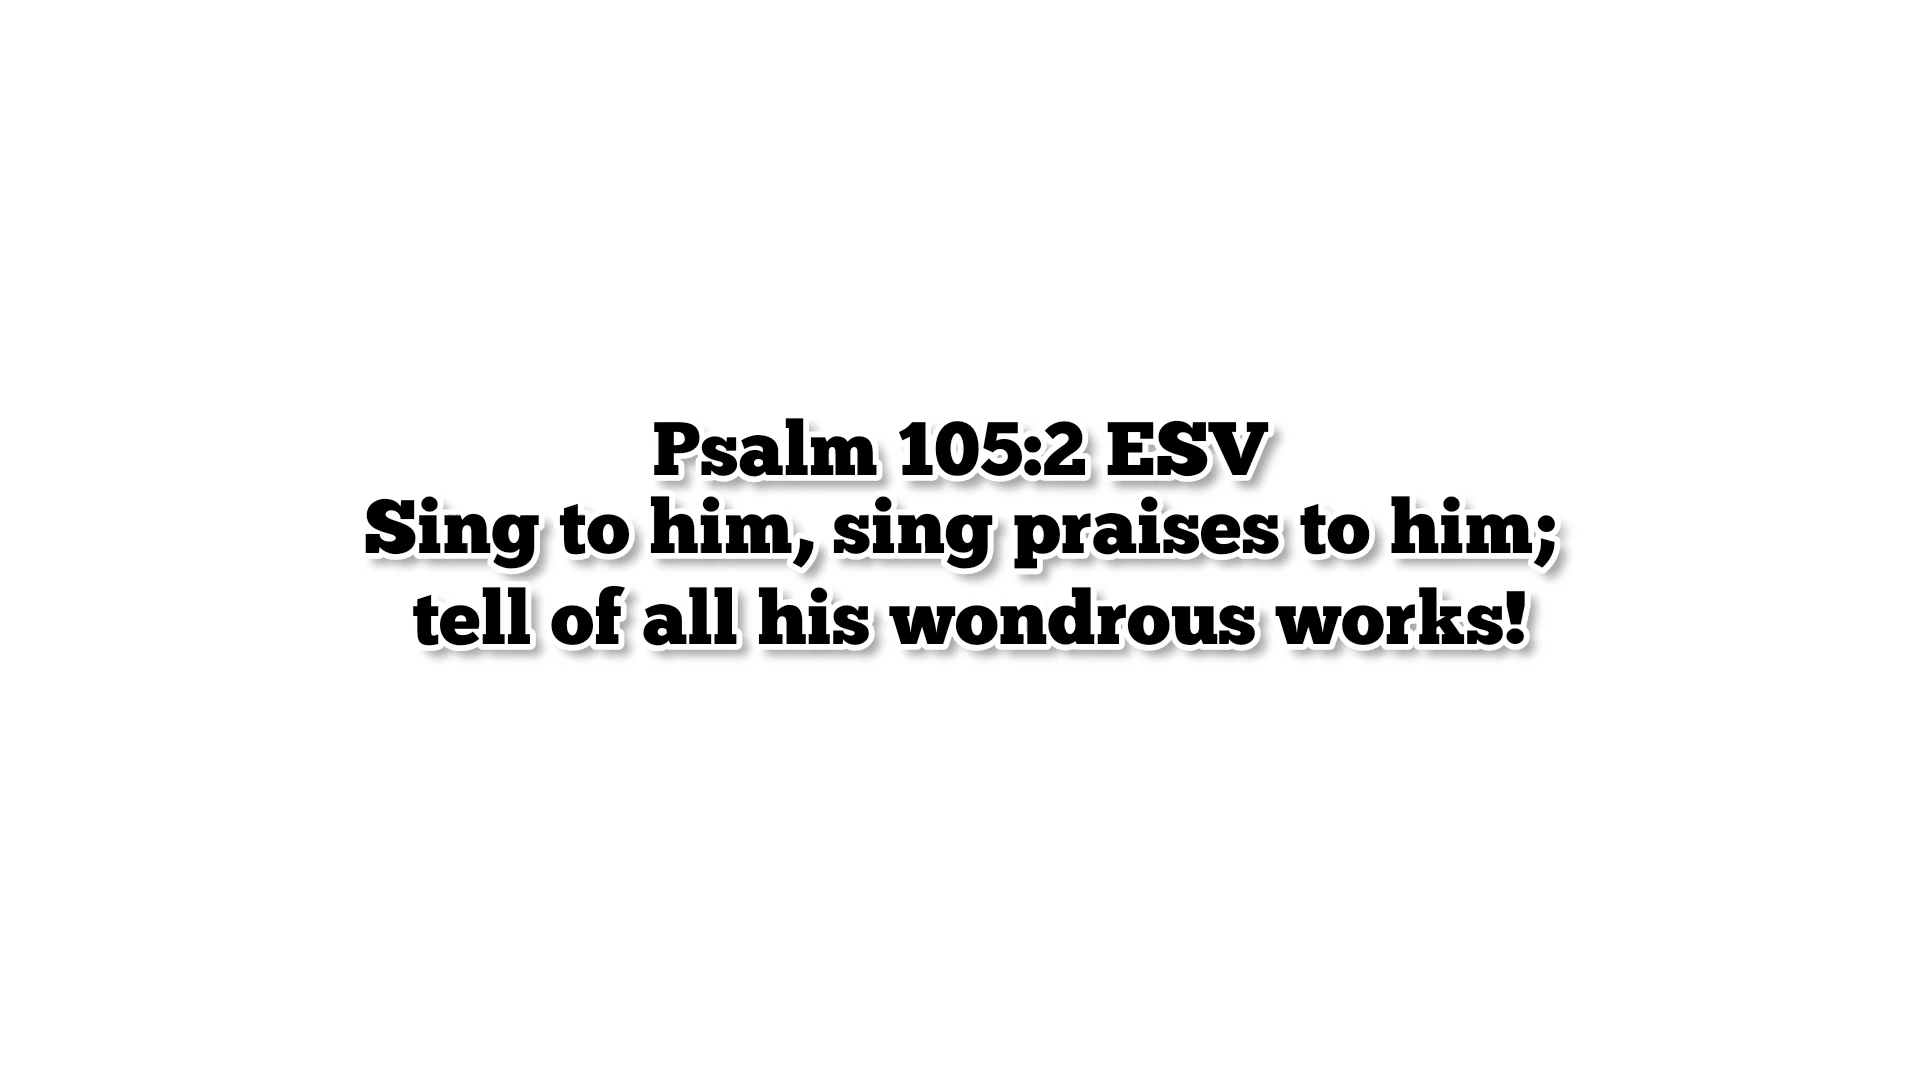 Psalm 105:2 ESV
Sing to him, sing praises to him;
tell of all his wondrous works!